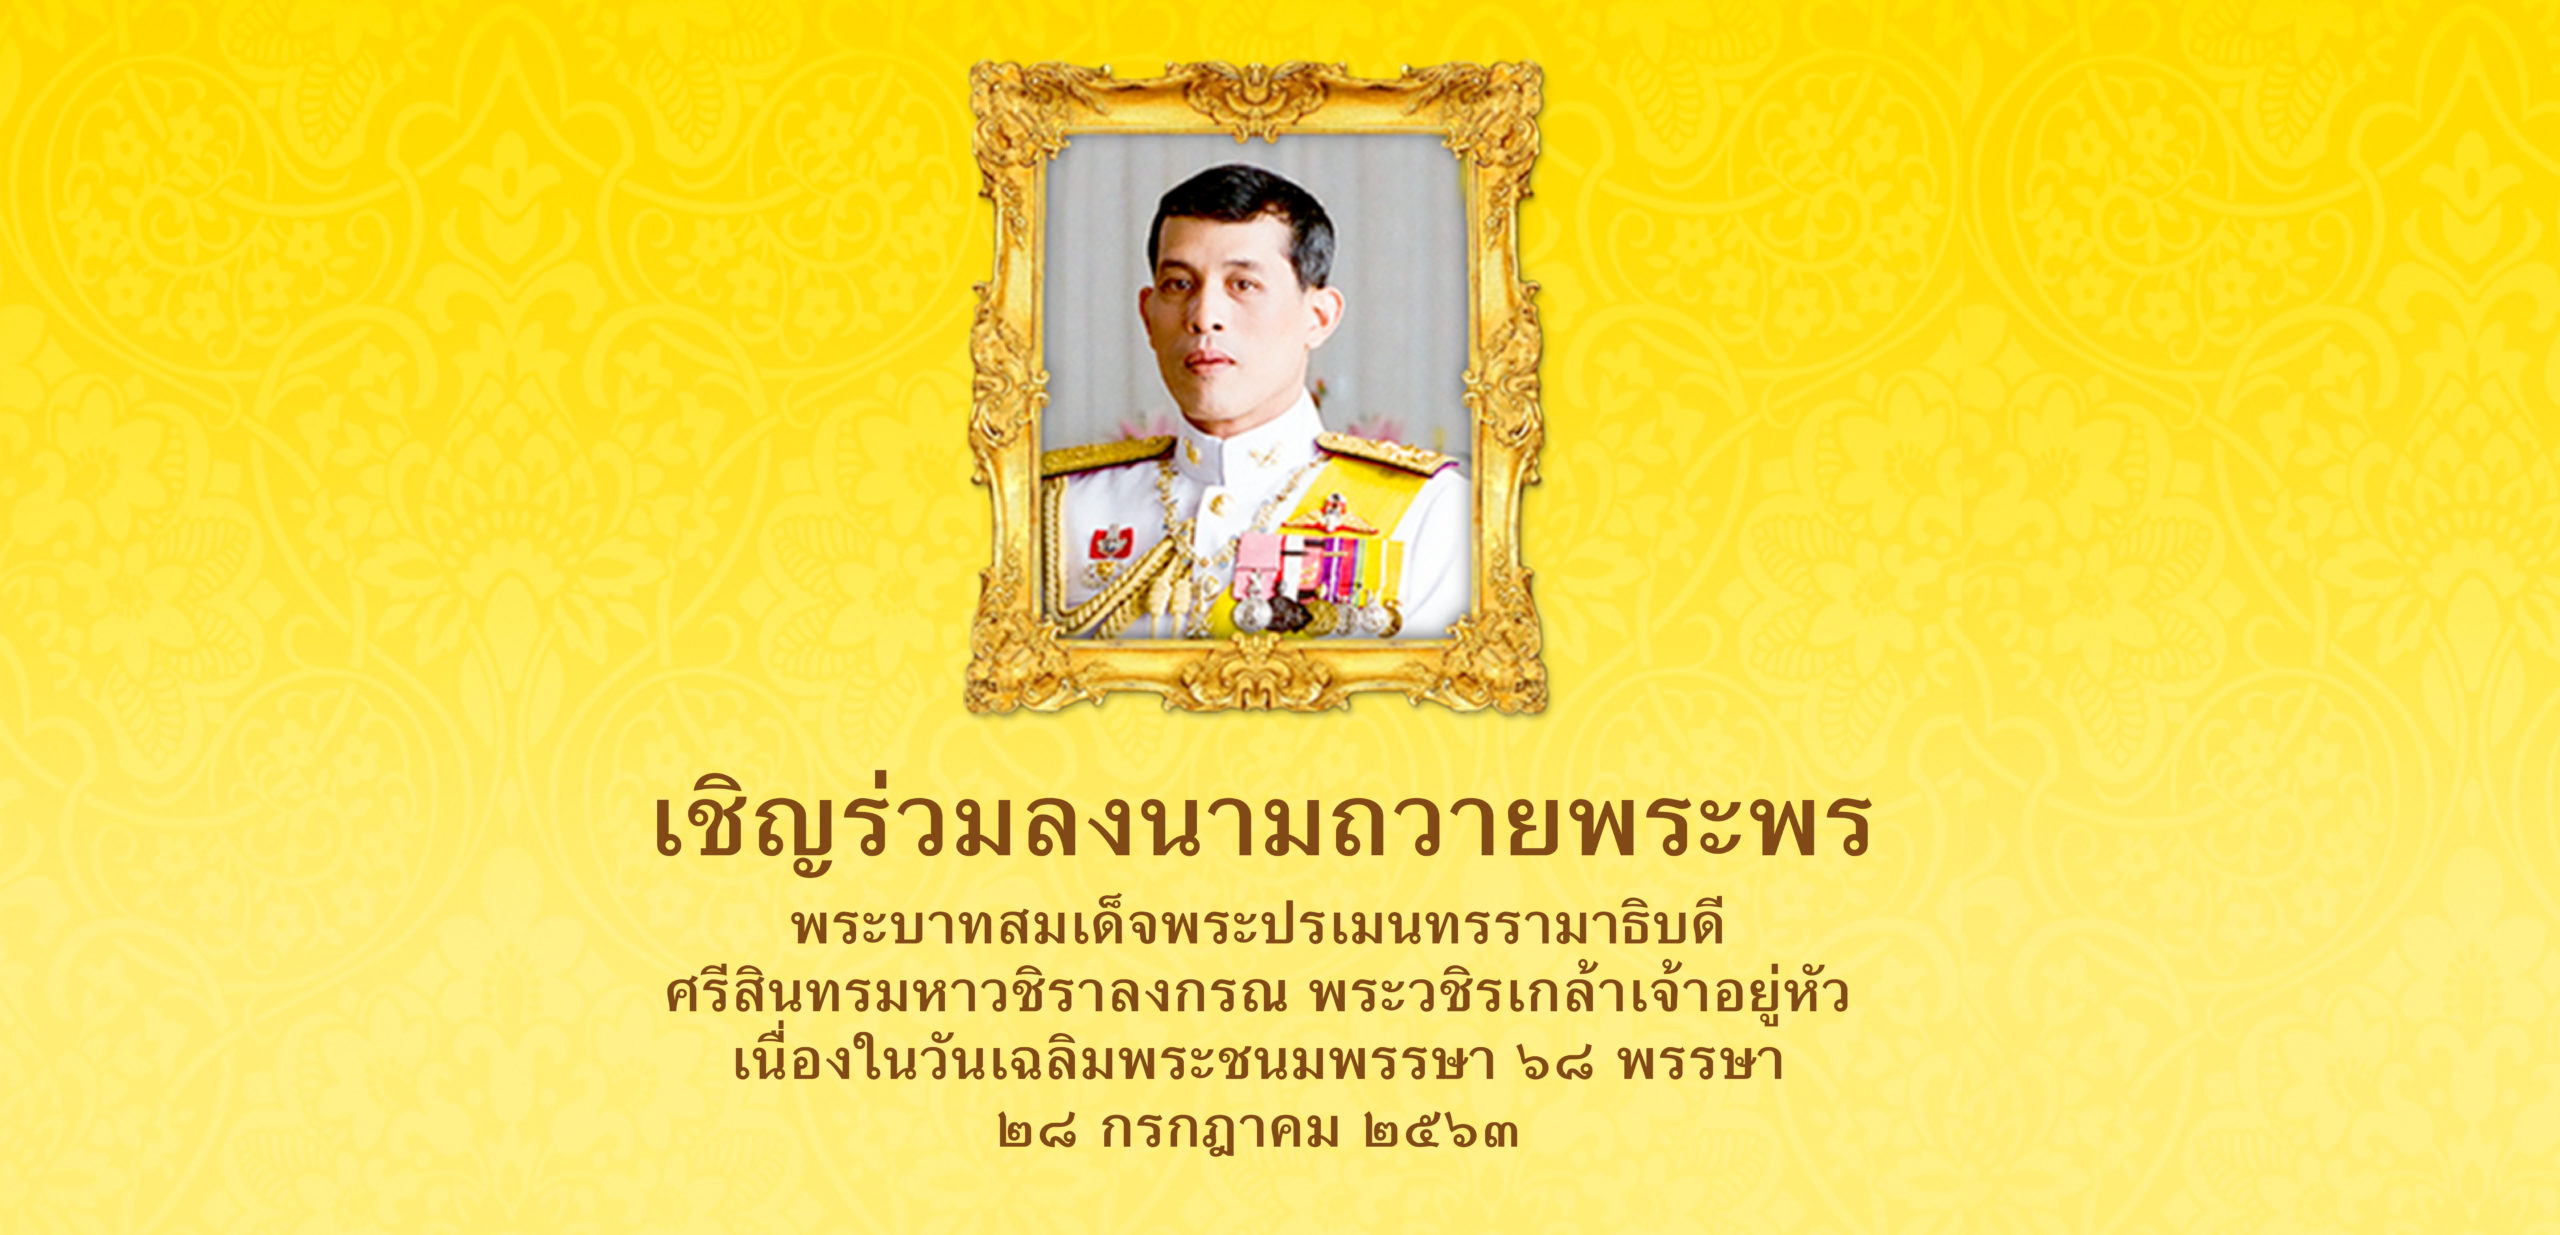 เชิญร่วมลงนามถวายพระพร
พระบาทสมเด็จพระปรเมนทรรามาธิบดี
ศรีสินทรมหาวชิราลงกรณ พระวชิรเกล้าเจ้าอยู่หัว
เนื่องในวันเฉลิมพระชนมพรรษา ๖๘ พรรษา
๒๘ กรกฎาคม ๒๕๖๓